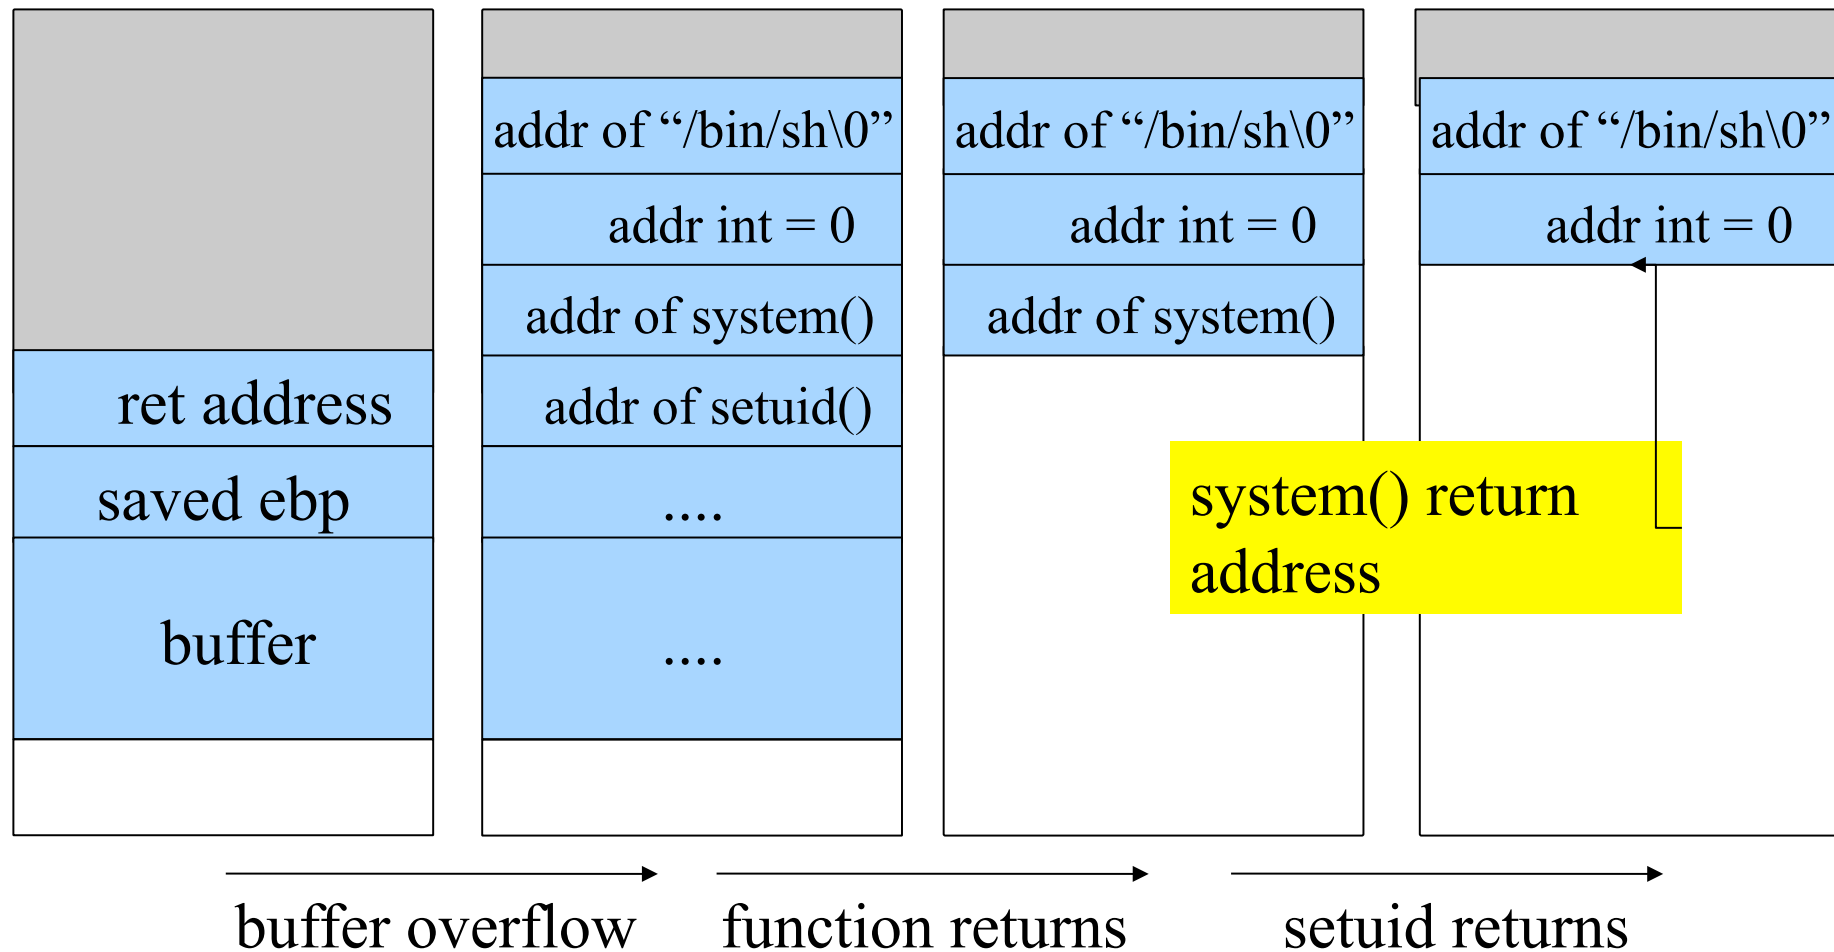 ret address
saved ebp
buffer
addr of “/bin/sh\0”
addr int = 0
addr of system()
addr of setuid()
....
....
addr of “/bin/sh\0”
addr int = 0
addr of system()
addr of “/bin/sh\0”
addr int = 0
system() return
address
buffer overflow
function returns
setuid returns